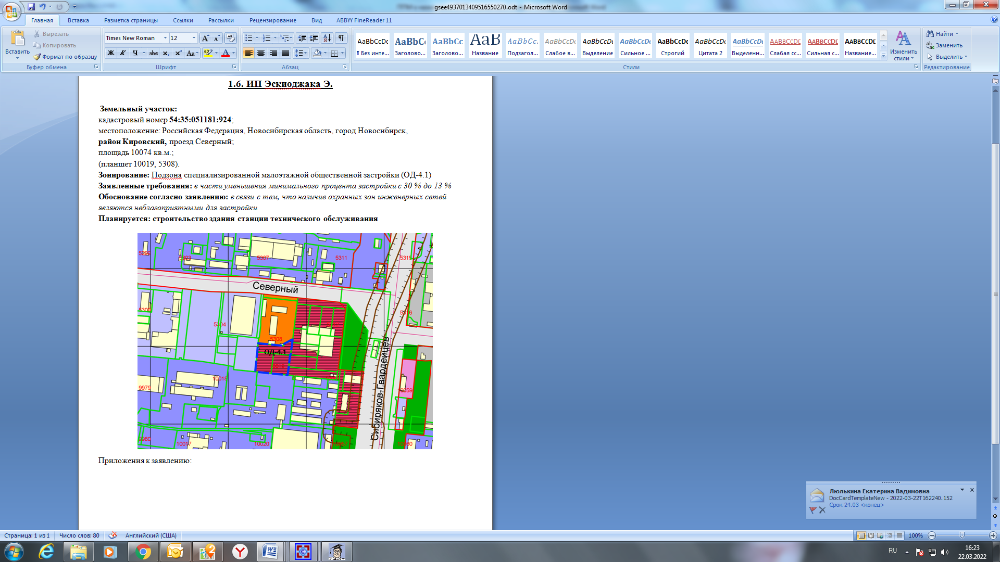 gsee4937013409516550270.odt - Microsoft Word
Главная Вставка Разметка страницы Ссылки Рассылки Рецензирование Вид ABBYY FineReader 11
Вставить
Вырезать
Копировать
Формат по образцу
Буфер обмена
Times New Roman 12
Ж К Ч abc x₂ x² Aa
Шрифт
Абзац
AaBbCcDc AaBbCc AaBbCc AaB AaBbCc. AaBbCcDc AaBbCcDc AaBbCcDc AaBbCcDc AaBbCcDc AaBbCcDc AABBCCDE AABBCCDE AABBCCDE
¶ Без инте... Заголово... Заголово... Название Подзагол... Слабое в... Выделение Сильное ... Строгий Цитата 2 Выделенн... Слабая сс... Сильная с... Название...
Стили
Изменить стили
Найти
Заменить
Выделить
Редактирование
1.6. ИП Эскиоджака Э.
Земельный участок:
кадастровый номер 54:35:051181:924;
местоположение: Российская Федерация, Новосибирская область, город Новосибирск,
район Кировский, проезд Северный;
площадь 10074 кв.м.;
(планшет 10019, 5308).
Зонирование: Подзона специализированной малоэтажной общественной застройки (ОД-4.1)
Заявленные требования: в части уменьшения минимального процента застройки с 30 % до 13 %
Обоснование согласно заявлению: в связи с тем, что наличие охранных зон инженерных сетей
являются неблагоприятными для застройки
Планируется: строительство здания станции технического обслуживания
5303 5307 5311 5315
Северный
5300 5304 5316
5308
ОД-4.1
10018
9979 10059
Сибиряков-Гвардейцев
9980 10017 10020 10060
Приложения к заявлению:
Люлькина Екатерина Вадимовна
DocCardTemplateNew - 2022-03-22T162240.152
Срок 24.03 <конец>
Страница: 1 из 1 Число слов: 80 Английский (США) 100%
RU 16:23
22.03.2022